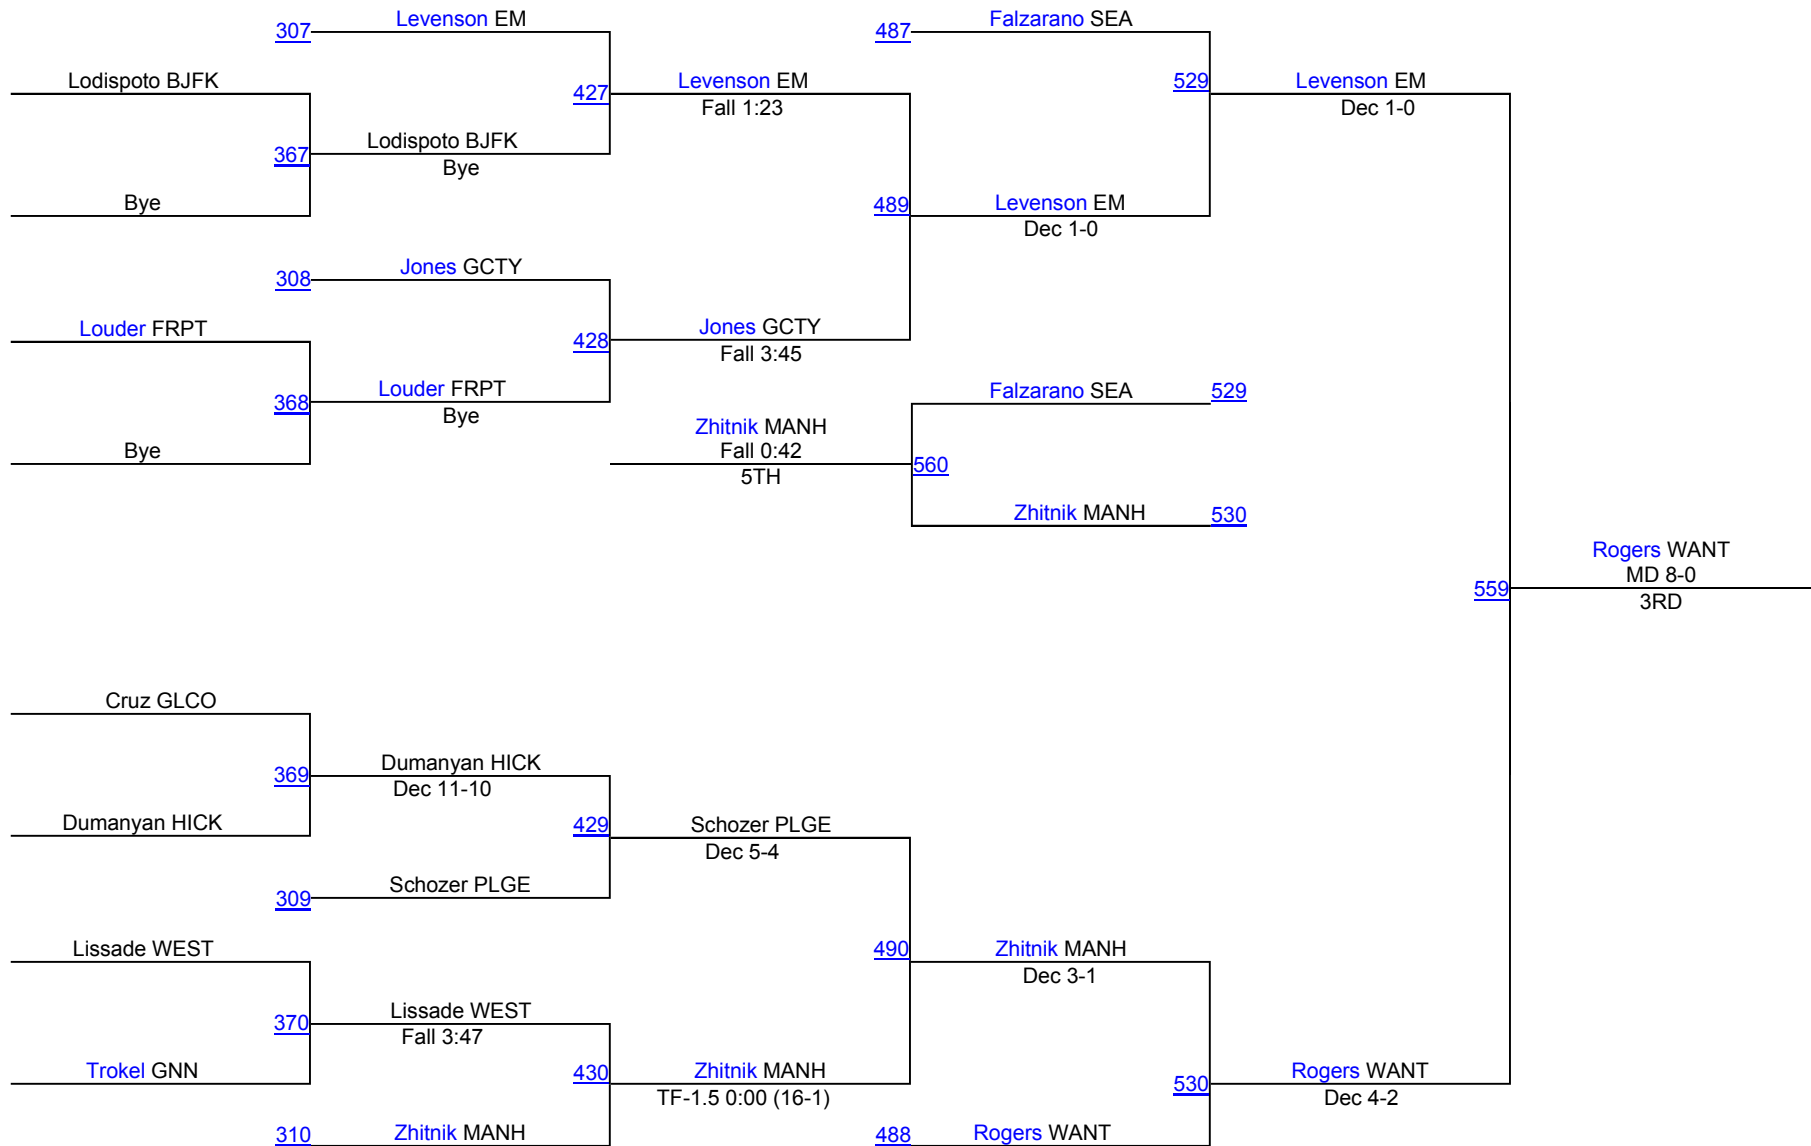 Levenson EM
Falzarano SEA
307
487
Lodispoto BJFK
Levenson EM
Levenson EM
427
529
Fall 1:23
Dec 1-0
Lodispoto BJFK
367
Bye
Bye
Levenson EM
489
Dec 1-0
Jones GCTY
308
Louder FRPT
Jones GCTY
428
Fall 3:45
Louder FRPT
Falzarano SEA
529
368
Bye
Zhitnik MANH
Bye
Fall 0:42
560
5TH
Zhitnik MANH
530
Rogers WANT
MD 8-0
559
3RD
Cruz GLCO
Dumanyan HICK
369
Dec 11-10
Dumanyan HICK
429
Schozer PLGE
Dec 5-4
Schozer PLGE
309
Lissade WEST
490
Zhitnik MANH
Dec 3-1
Lissade WEST
370
Fall 3:47
Trokel GNN
430
Zhitnik MANH
530
Rogers WANT
TF-1.5 0:00 (16-1)
Dec 4-2
310
Zhitnik MANH
488
Rogers WANT